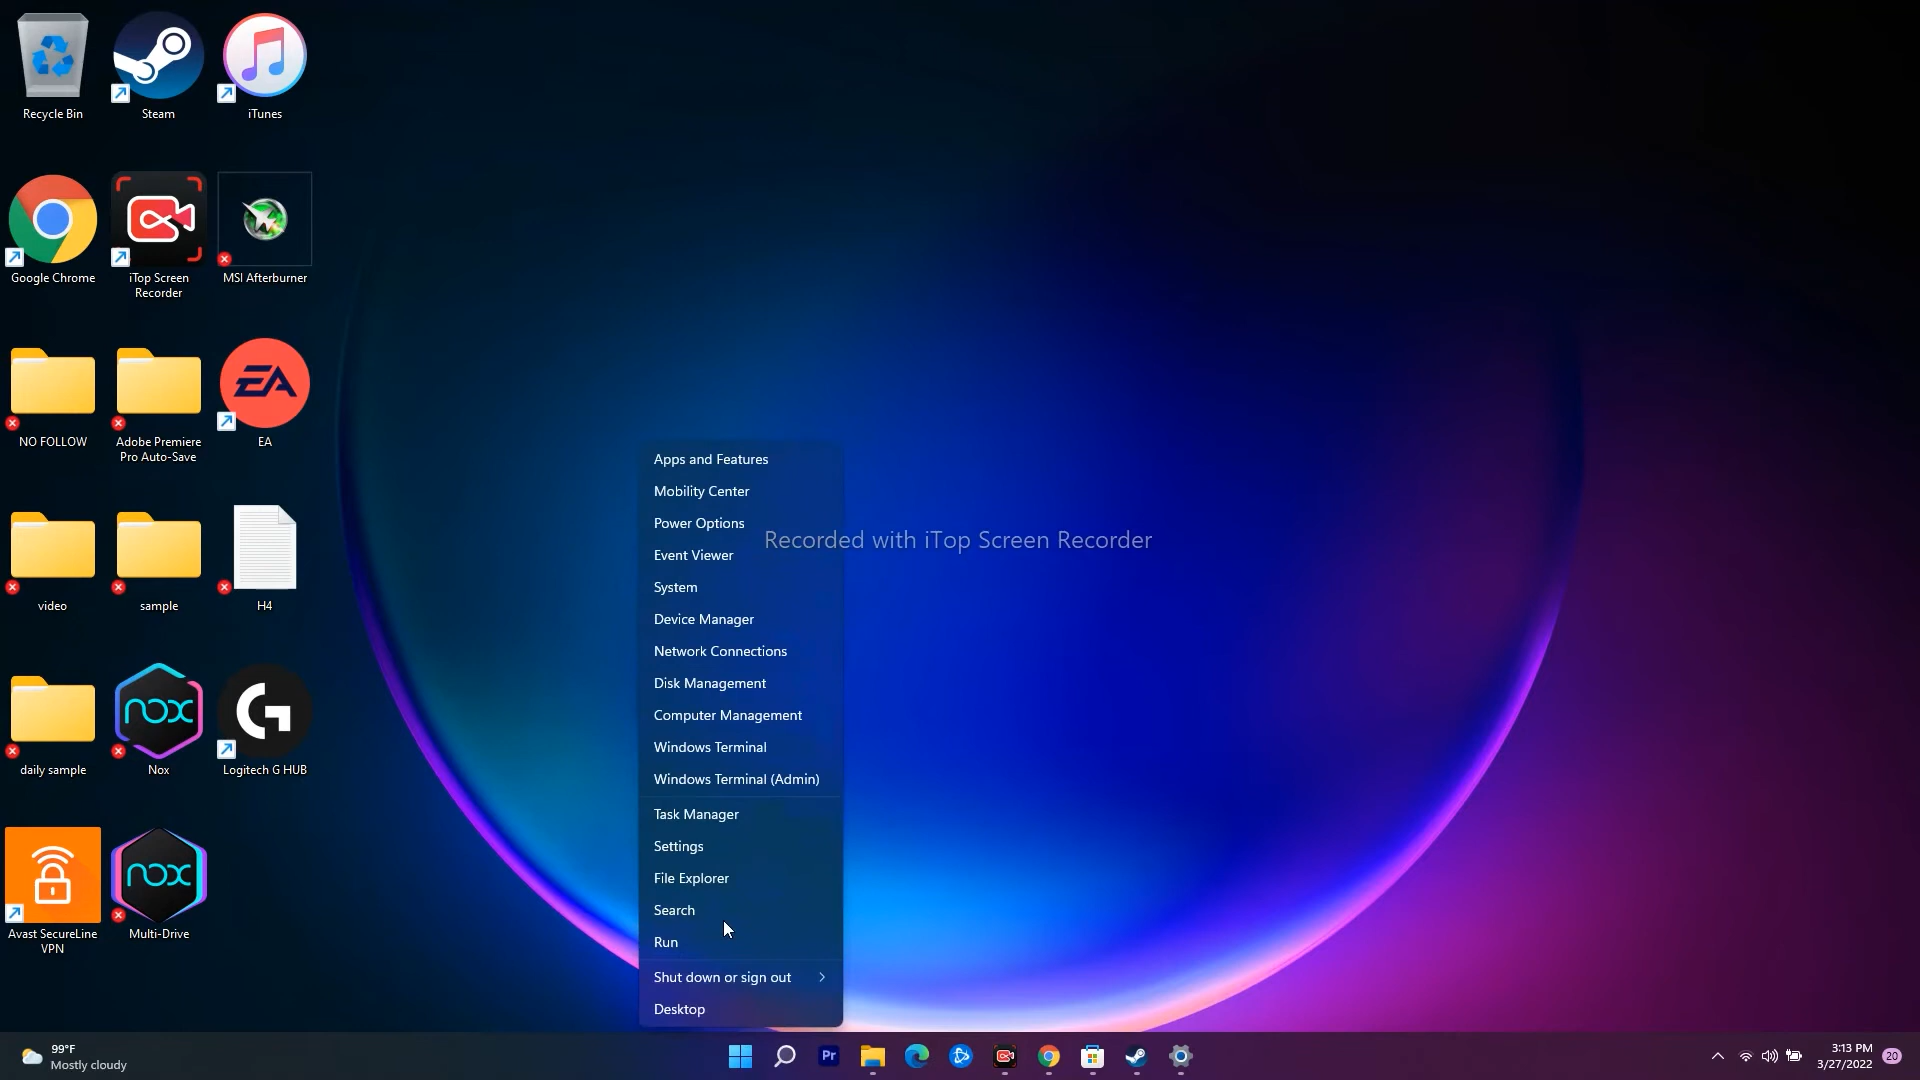 Recycle Bin
Steam
iTunes
Google Chrome
iTop Screen
Recorder
MSI Afterburner
NO FOLLOW
Adobe Premiere
Pro Auto-Save
EA
EA
video
sample
H4
nox
daily sample
Nox
Logitech G HUB
nox
Avast SecureLine
VPN
Multi-Drive
Apps and Features
Mobility Center
Power Options
Event Viewer
System
Device Manager
Network Connections
Disk Management
Computer Management
Windows Terminal
Windows Terminal (Admin)
Task Manager
Settings
File Explorer
Search
Run
Shut down or sign out
Desktop
Recorded with iTop Screen Recorder
99°F
Mostly cloudy
Pr
3:13 PM
3/27/2022
20